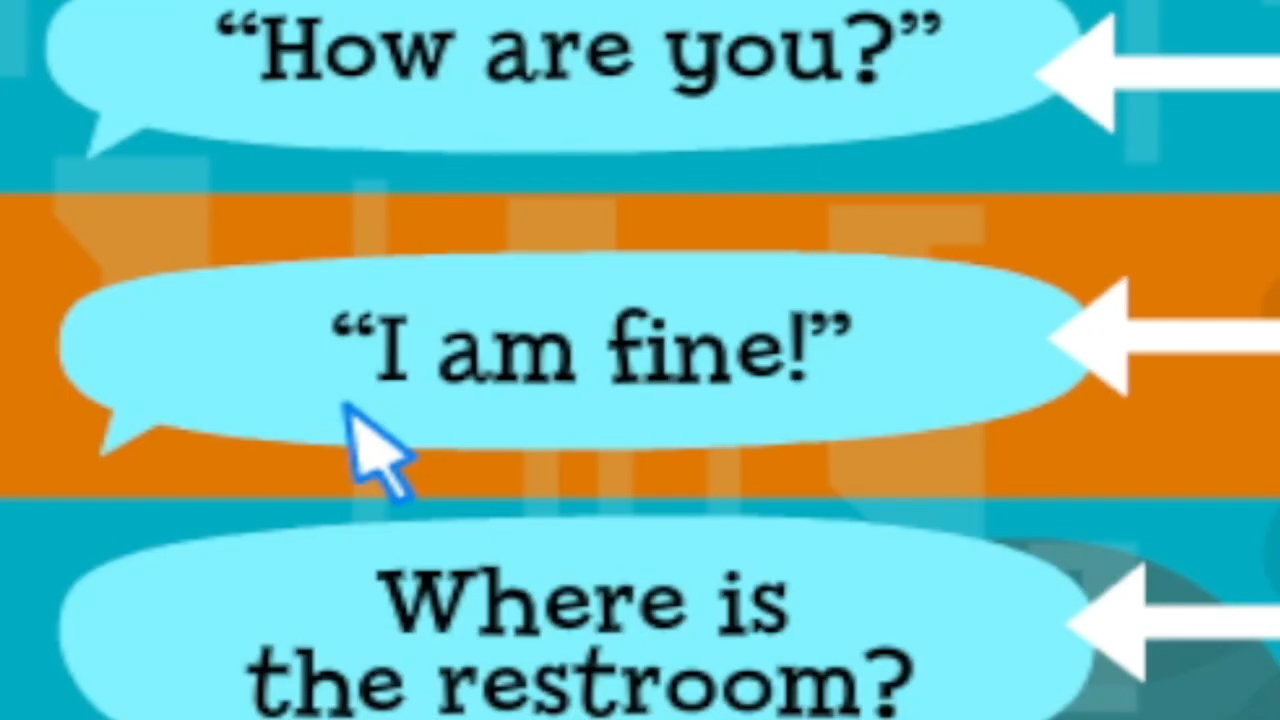 “How are you?”
“I am fine!”
Where is
the restroom?